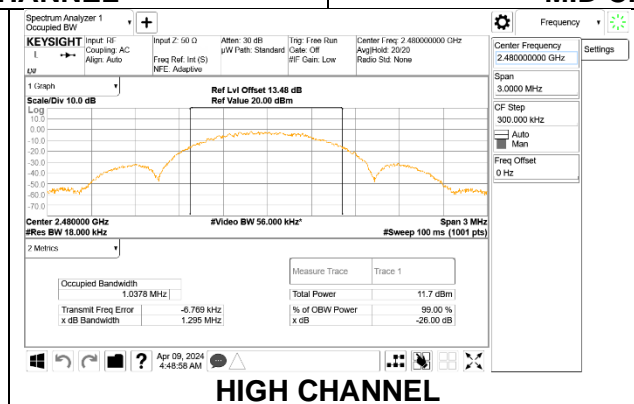 Spectrum Analyzer 1
Occupied BW
+
Frequency
KEYSIGHT
Input: RF
Coupling: AC
Align: Auto
Input Z: 50 Ω
Freq Ref: Int (S)
NFE: Adaptive
Atten: 30 dB
µW Path: Standard
Trig: Free Run
Gate: Off
#IF Gain: Low
Center Freq: 2.480000000 GHz
Avg|Hold: 20/20
Radio Std: None
L
Center Frequency
2.480000000 GHz
Settings
Span
3.0000 MHz
CF Step
300.000 kHz
Auto
Man
Freq Offset
0 Hz
1 Graph
Scale/Div 10.0 dB
Ref Lvl Offset 13.48 dB
Ref Value 20.00 dBm
Log
10.0
0.00
-10.0
-20.0
-30.0
-40.0
-50.0
-60.0
-70.0
Center 2.480000 GHz
#Video BW 56.000 kHz*
Span 3 MHz
#Res BW 18.000 kHz
#Sweep 100 ms (1001 pts)
2 Metrics
Measure Trace
Trace 1
Occupied Bandwidth
1.0378 MHz
Total Power
11.7 dBm
Transmit Freq Error
-6.769 kHz
% of OBW Power
99.00 %
x dB Bandwidth
1.295 MHz
x dB
-26.00 dB
?
Apr 09, 2024
4:48:58 AM
HIGH CHANNEL